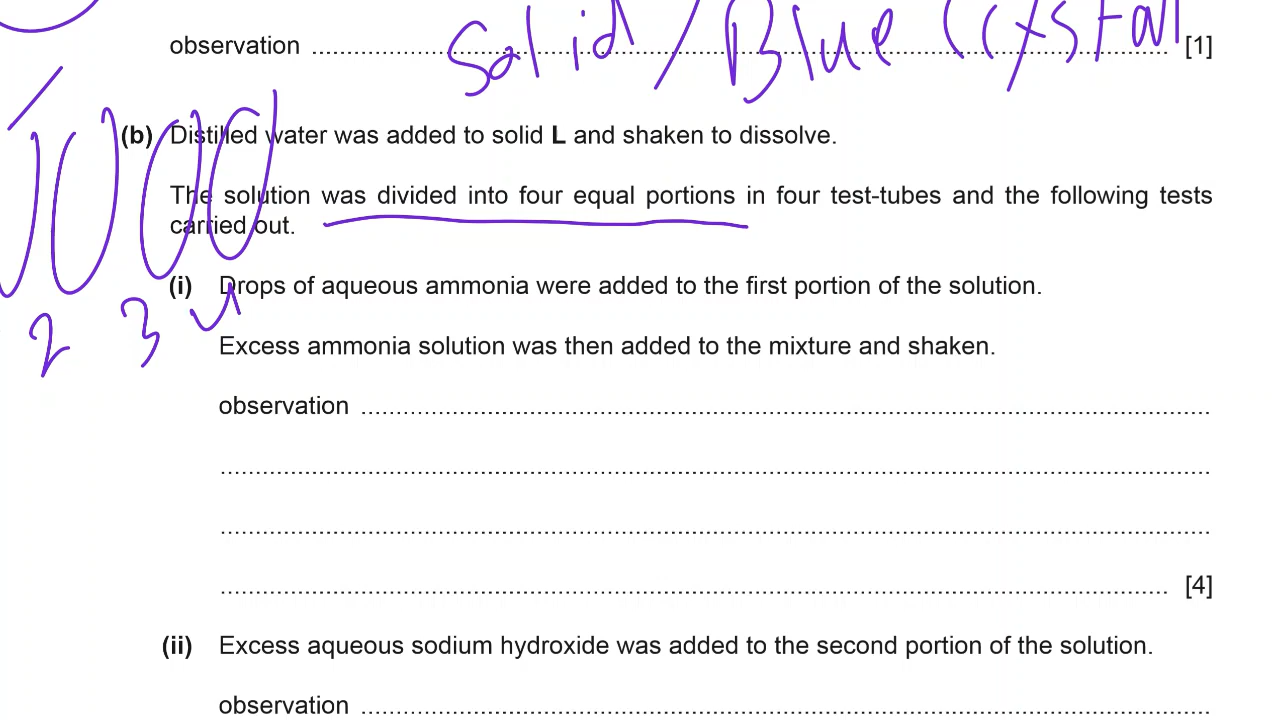 observation ........ Solid / Blue Crystal [1]
(b) Distilled water was added to solid L and shaken to dissolve.
The solution was divided into four equal portions in four test-tubes and the following tests
carried out.
(i) Drops of aqueous ammonia were added to the first portion of the solution.
2 3 4
Excess ammonia solution was then added to the mixture and shaken.
observation ........
........
........
........ [4]
(ii) Excess aqueous sodium hydroxide was added to the second portion of the solution.
observation ........